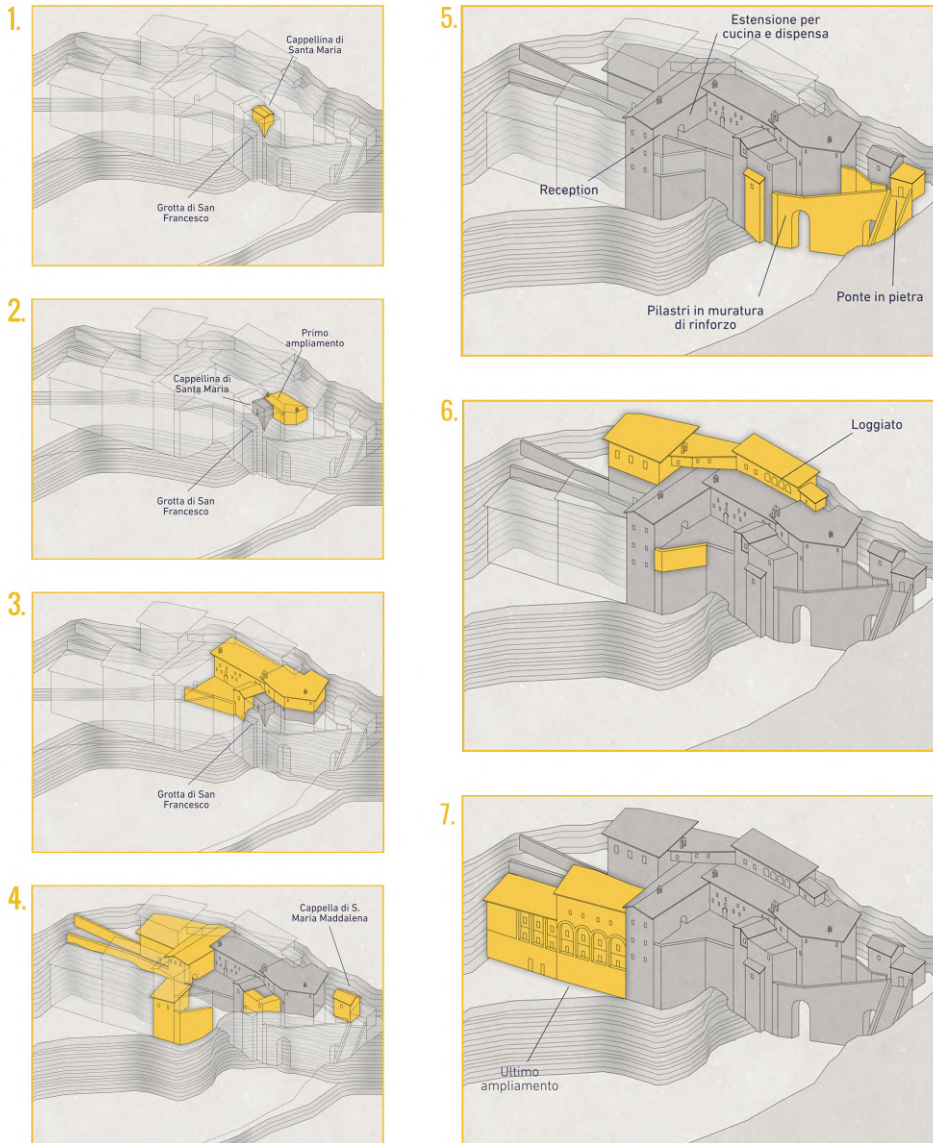 1.
Cappellina di
Santa Maria
Grotta di San
Francesco
2.
Primo
ampliamento
Cappellina di
Santa Maria
Grotta di San
Francesco
3.
Grotta di San
Francesco
4.
Cappella di S.
Maria Maddalena
5.
Estensione per
cucina e dispensa
Reception
Pilastri in muratura
di rinforzo
Ponte in pietra
6.
Loggiato
7.
Ultimo
ampliamento